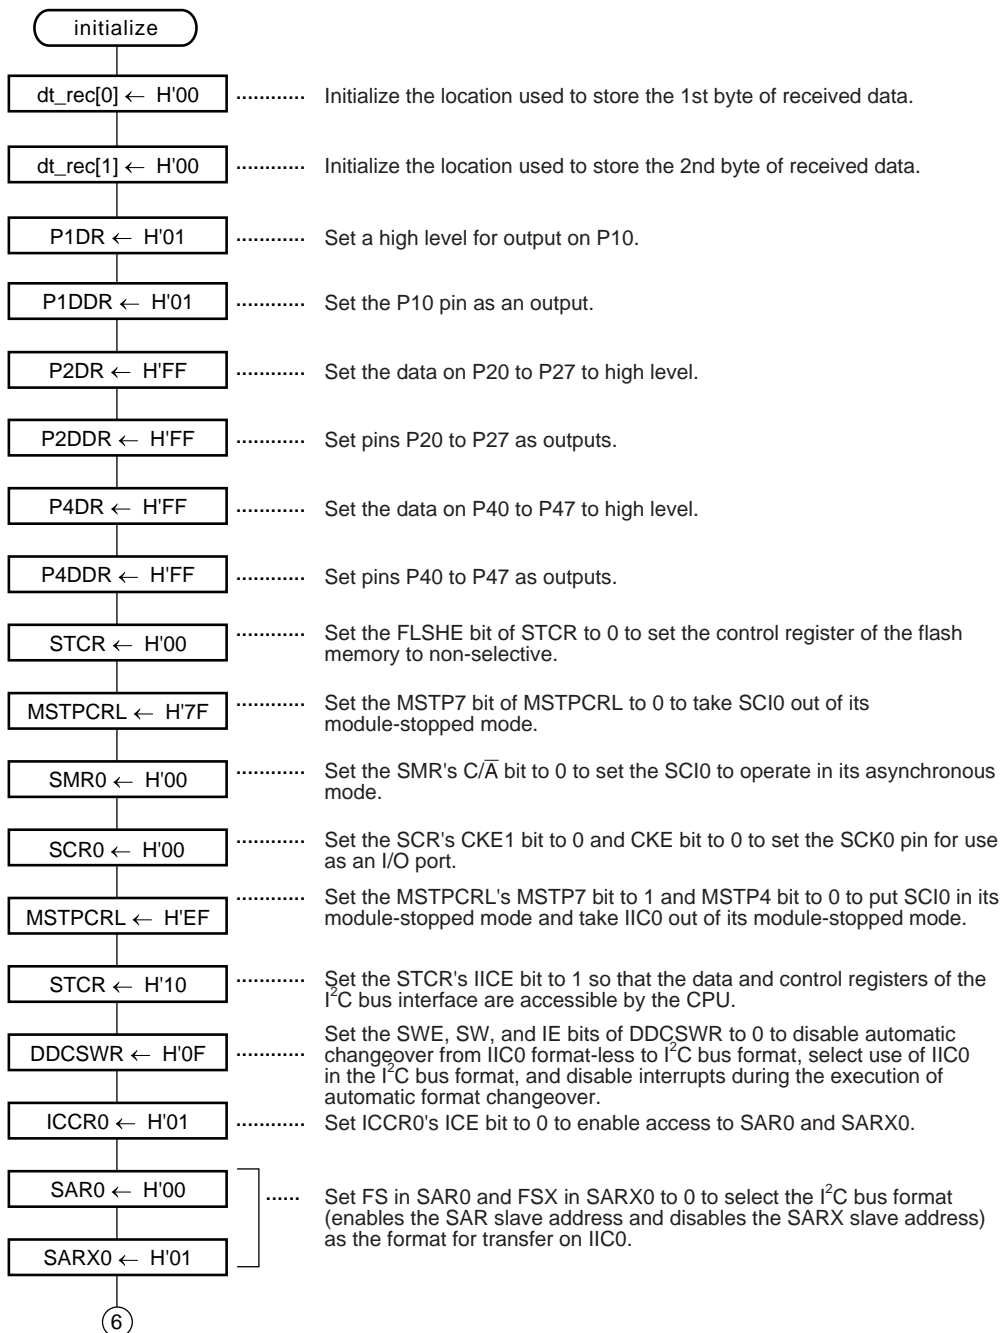 initialize
dt_rec[0] ← H'00 ............ Initialize the location used to store the 1st byte of received data.
dt_rec[1] ← H'00 ............ Initialize the location used to store the 2nd byte of received data.
P1DR ← H'01 ............ Set a high level for output on P10.
P1DDR ← H'01 ............ Set the P10 pin as an output.
P2DR ← H'FF ............ Set the data on P20 to P27 to high level.
P2DDR ← H'FF ............ Set pins P20 to P27 as outputs.
P4DR ← H'FF ............ Set the data on P40 to P47 to high level.
P4DDR ← H'FF ............ Set pins P40 to P47 as outputs.
STCR ← H'00 ............ Set the FLSHE bit of STCR to 0 to set the control register of the flash
memory to non-selective.
MSTPCRL ← H'7F ............ Set the MSTP7 bit of MSTPCRL to 0 to take SCI0 out of its
module-stopped mode.
SMR0 ← H'00 ............ Set the SMR's C/A̅ bit to 0 to set the SCI0 to operate in its asynchronous
mode.
SCR0 ← H'00 ............ Set the SCR's CKE1 bit to 0 and CKE bit to 0 to set the SCK0 pin for use
as an I/O port.
MSTPCRL ← H'EF ............ Set the MSTPCRL's MSTP7 bit to 1 and MSTP4 bit to 0 to put SCI0 in its
module-stopped mode and take IIC0 out of its module-stopped mode.
STCR ← H'10 ............ Set the STCR's IICE bit to 1 so that the data and control registers of the
I²C bus interface are accessible by the CPU.
DDCSWR ← H'0F ............ Set the SWE, SW, and IE bits of DDCSWR to 0 to disable automatic
changeover from IIC0 format-less to I²C bus format, select use of IIC0
in the I²C bus format, and disable interrupts during the execution of
automatic format changeover.
ICCR0 ← H'01 ............ Set ICCR0's ICE bit to 0 to enable access to SAR0 and SARX0.
SAR0 ← H'00 ...... Set FS in SAR0 and FSX in SARX0 to 0 to select the I²C bus format
(enables the SAR slave address and disables the SARX slave address)
as the format for transfer on IIC0.
SARX0 ← H'01
6